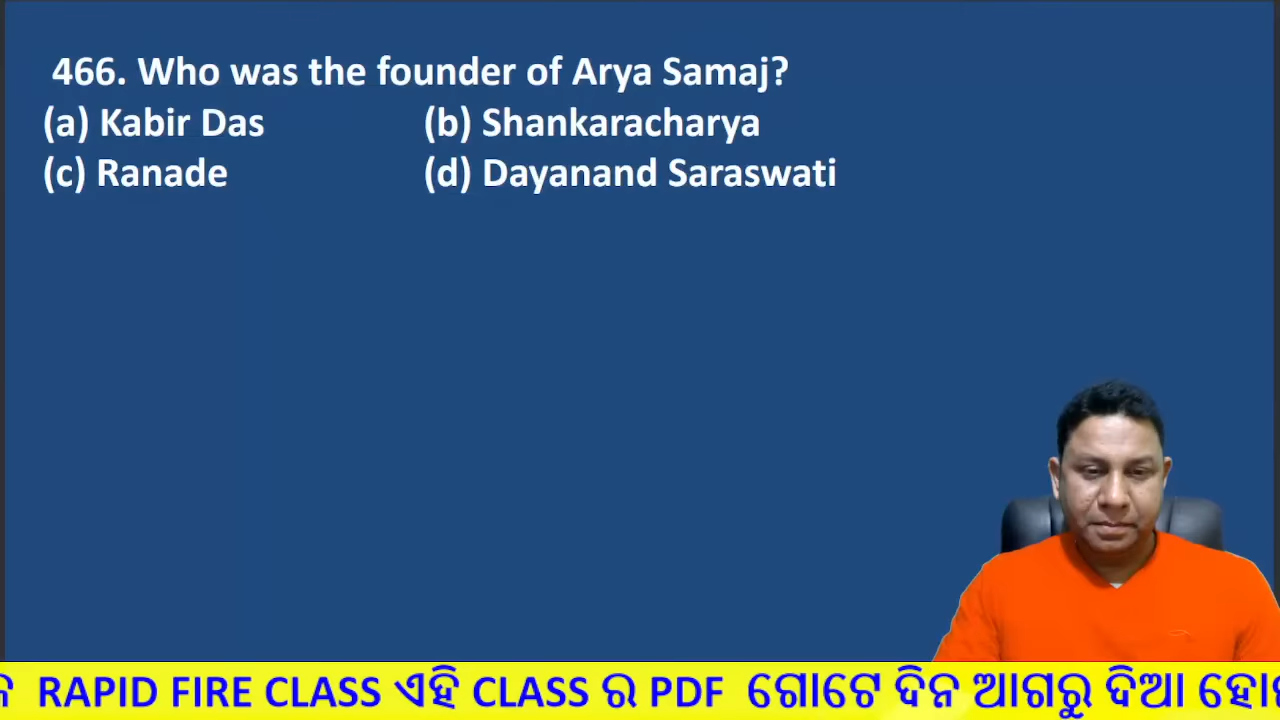 466. Who was the founder of Arya Samaj?
(a) Kabir Das (b) Shankaracharya
(c) Ranade (d) Dayanand Saraswati
RAPID FIRE CLASS ଏହି CLASS ର PDF ଗୋଟେ ଦିନ ଆଗରୁ ଦିଆ